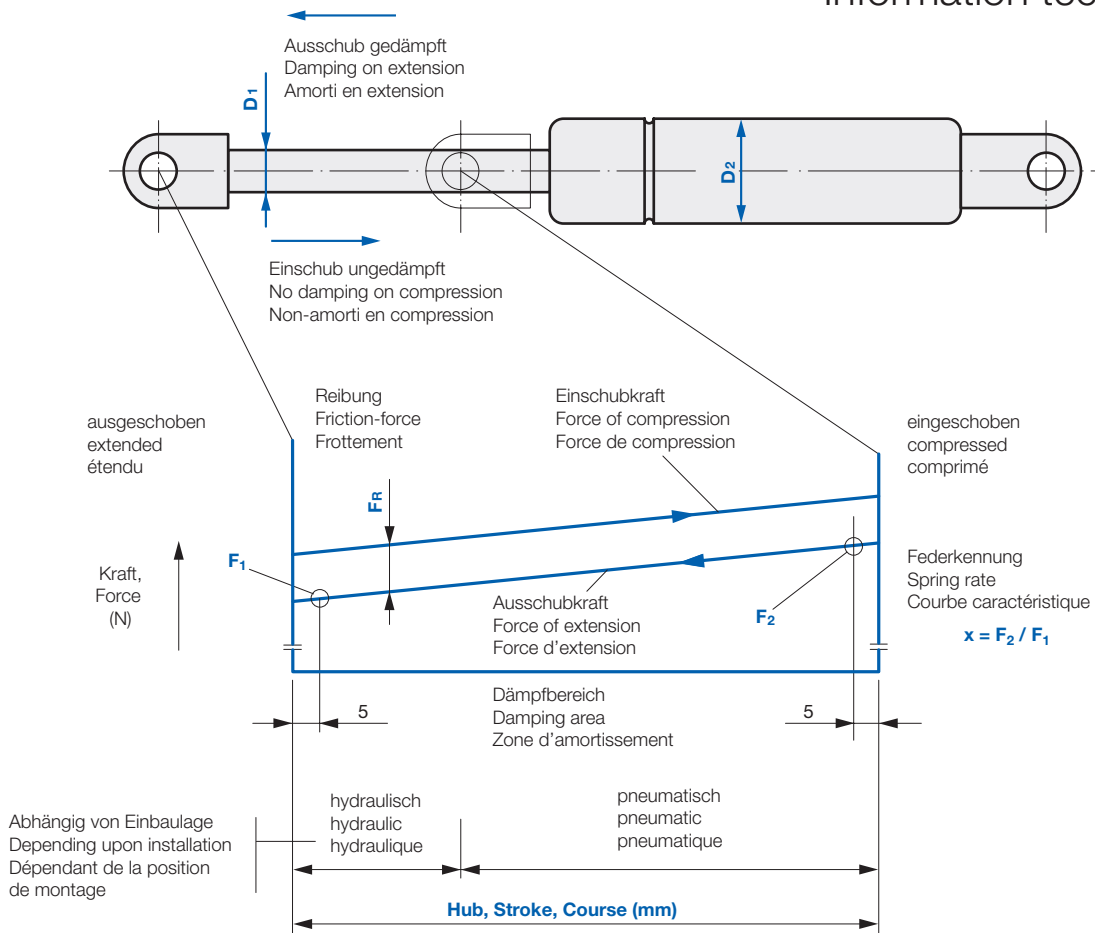 Ausschub gedämpft
Damping on extension
Amorti en extension
D1
D2
Einschub ungedämpft
No damping on compression
Non-amorti en compression
ausgeschoben
extended
étendu
Reibung
Friction-force
Frottement
Einschubkraft
Force of compression
Force de compression
eingeschoben
compressed
comprimé
FR
F1
Kraft,
Force
(N)
Ausschubkraft
Force of extension
Force d'extension
F2
Federkennung
Spring rate
Courbe caractéristique
x = F2 / F1
5
Dämpfbereich
Damping area
Zone d'amortissement
5
Abhängig von Einbaulage
Depending upon installation
Dépendant de la position
de montage
hydraulisch
hydraulic
hydraulique
pneumatisch
pneumatic
pneumatique
Hub, Stroke, Course (mm)